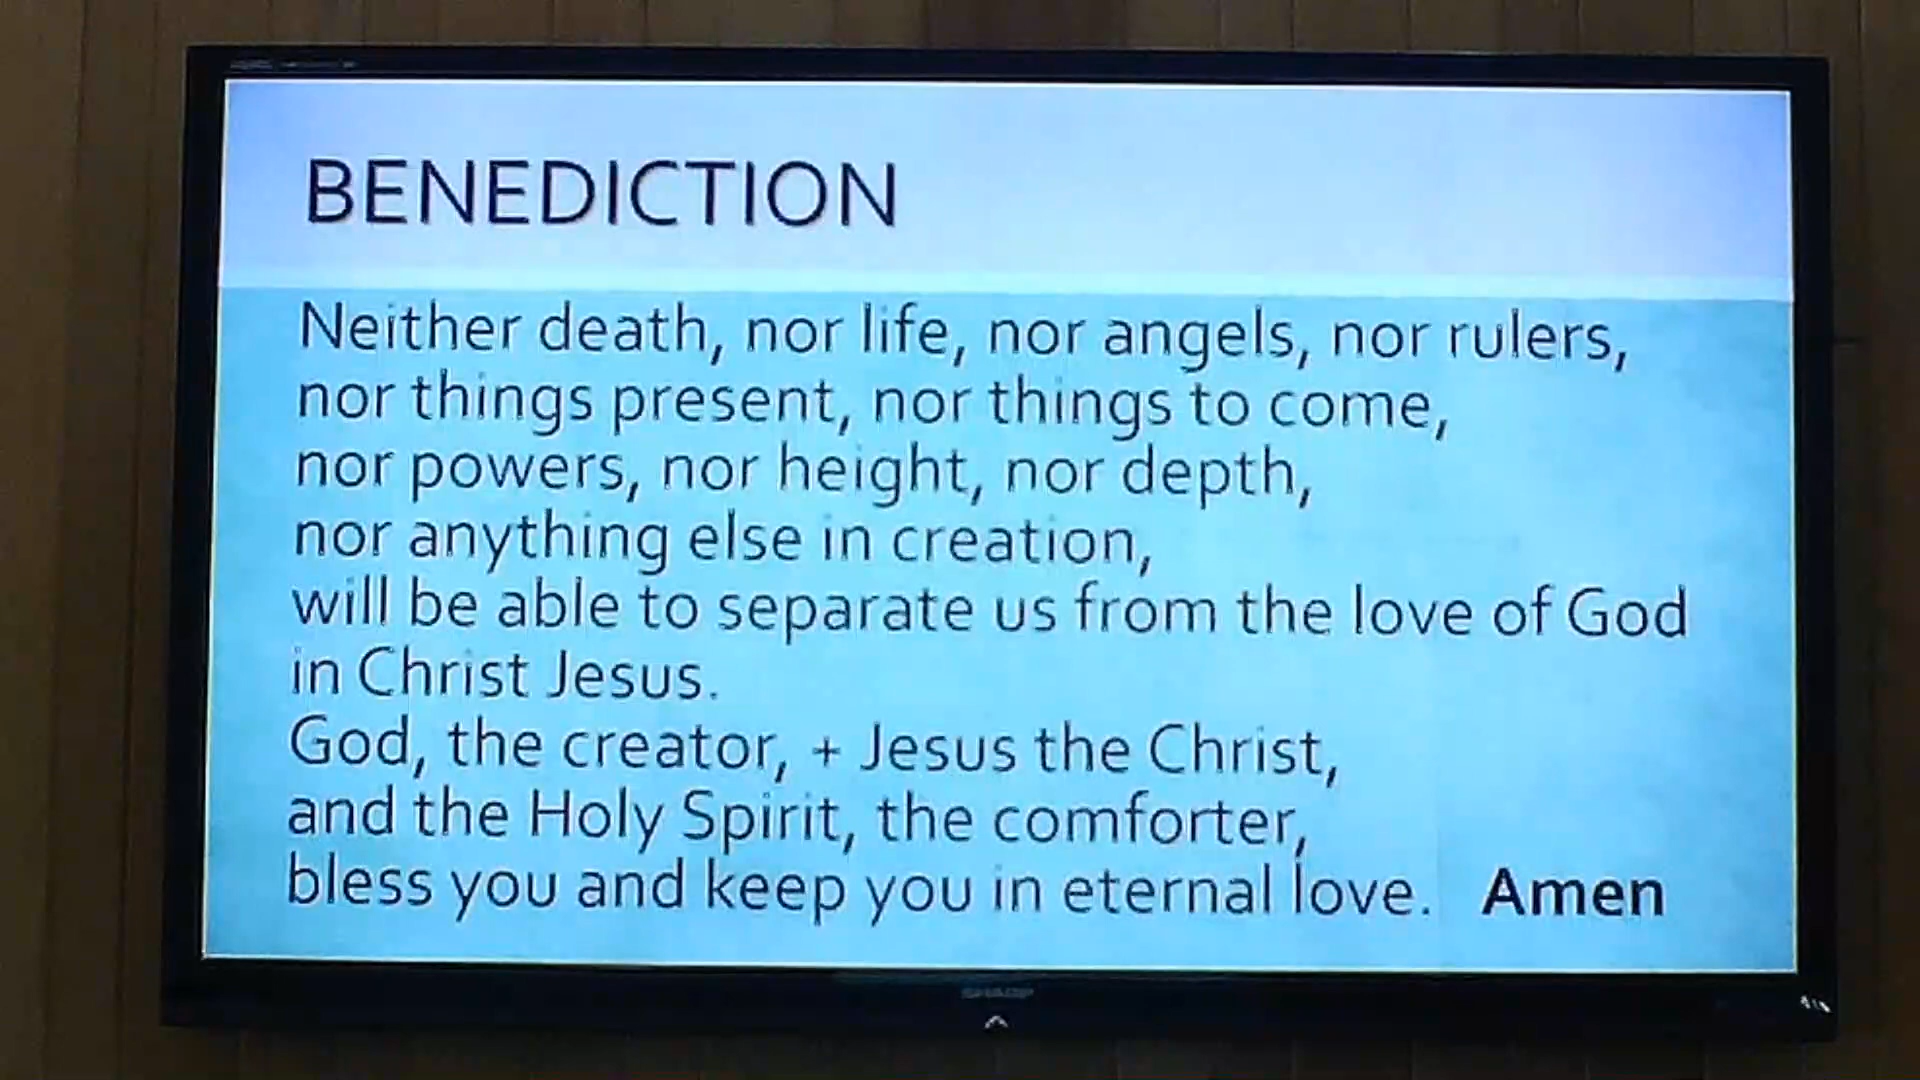 BENEDICTION
Neither death, nor life, nor angels, nor rulers,
nor things present, nor things to come,
nor powers, nor height, nor depth,
nor anything else in creation,
will be able to separate us from the love of God
in Christ Jesus.
God, the creator, + Jesus the Christ,
and the Holy Spirit, the comforter,
bless you and keep you in eternal love. Amen
SHARP